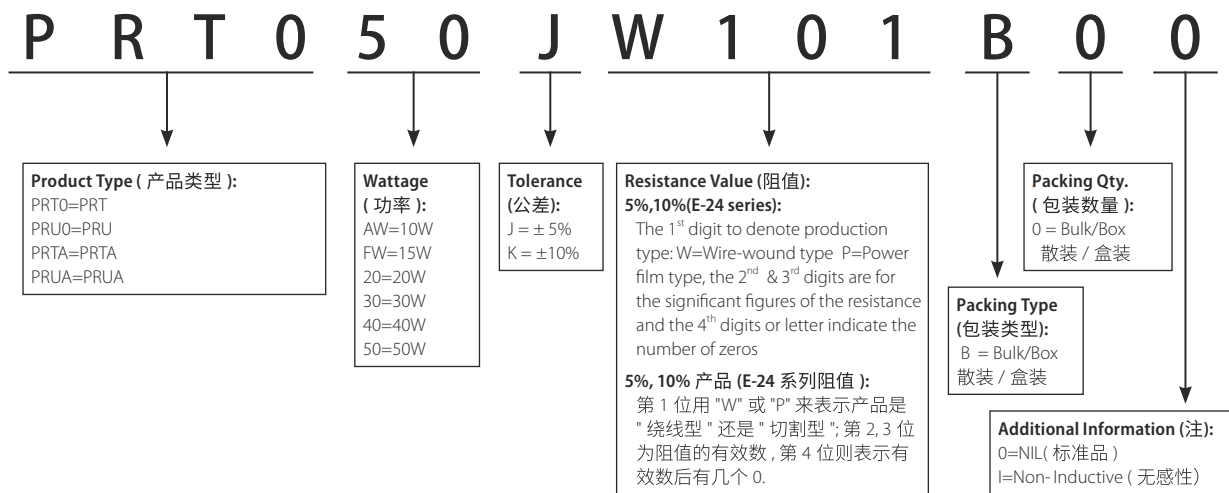 P R T 0 5 0 J W 1 0 1 B 0 0
Product Type ( 产品类型 ):
PRT0=PRT
PRU0=PRU
PRTA=PRTA
PRUA=PRUA
Wattage
( 功率 ):
AW=10W
FW=15W
20=20W
30=30W
40=40W
50=50W
Tolerance
(公差):
J = ± 5%
K = ±10%
Resistance Value (阻值):
5%,10%(E-24 series):
The 1st digit to denote production
type: W=Wire-wound type P=Power
film type, the 2nd & 3rd digits are for
the significant figures of the resistance
and the 4th digits or letter indicate the
number of zeros
5%, 10% 产品 (E-24 系列阻值 ):
第 1 位用 "W" 或 "P" 来表示产品是
" 绕线型 " 还是 " 切割型 "; 第 2, 3 位
为阻值的有效数 , 第 4 位则表示有
效数后有几个 0.
Packing Type
(包装类型):
B = Bulk/Box
散装 / 盒装
Packing Qty.
( 包装数量 ):
0 = Bulk/Box
散装 / 盒装
Additional Information (注):
0=NIL( 标准品 )
I=Non- Inductive ( 无感性）